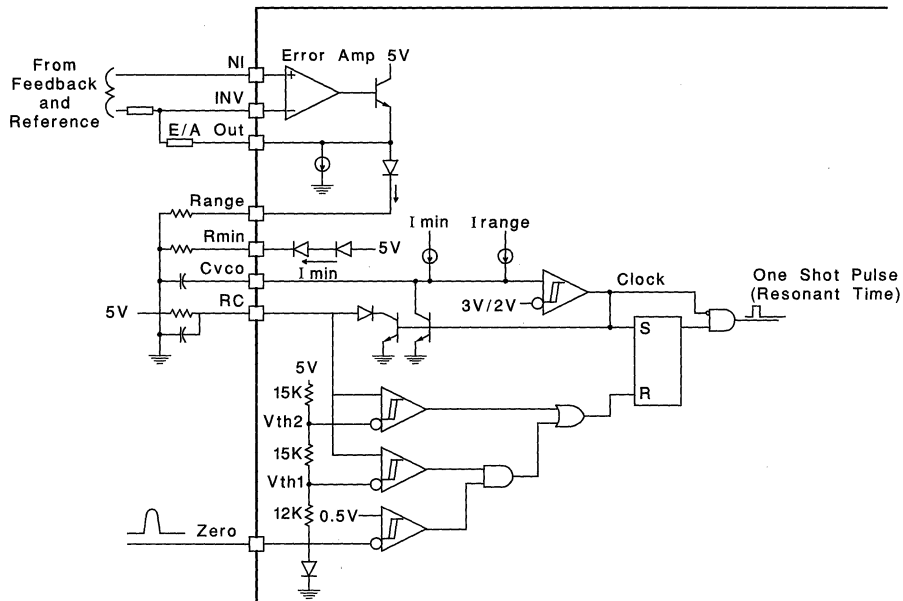 Error Amp 5V
From
Feedback
and
Reference
NI
INV
E/A Out
Range
Rmin
5V
I min
I min
I range
Cvco
3V/2V
Clock
One Shot Pulse
(Resonant Time)
RC
5V
S
R
5V
15K
Vth2
15K
Vth1
12K
0.5V
Zero